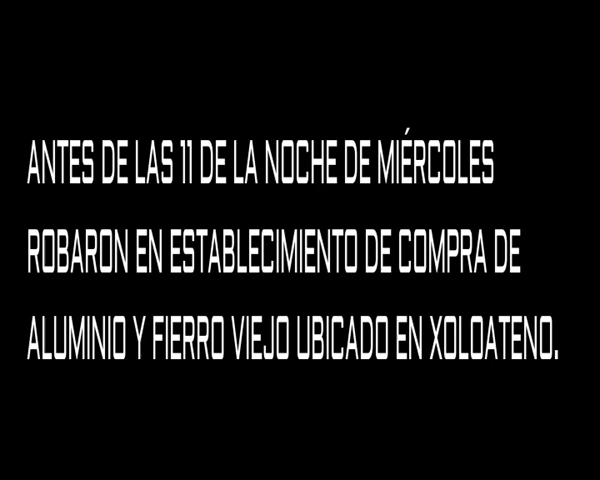 ANTES DE LAS 11 DE LA NOCHE DE MIÉRCOLES
ROBARON EN ESTABLECIMIENTO DE COMPRA DE
ALUMINIO Y FIERRO VIEJO UBICADO EN XOLOATENO.